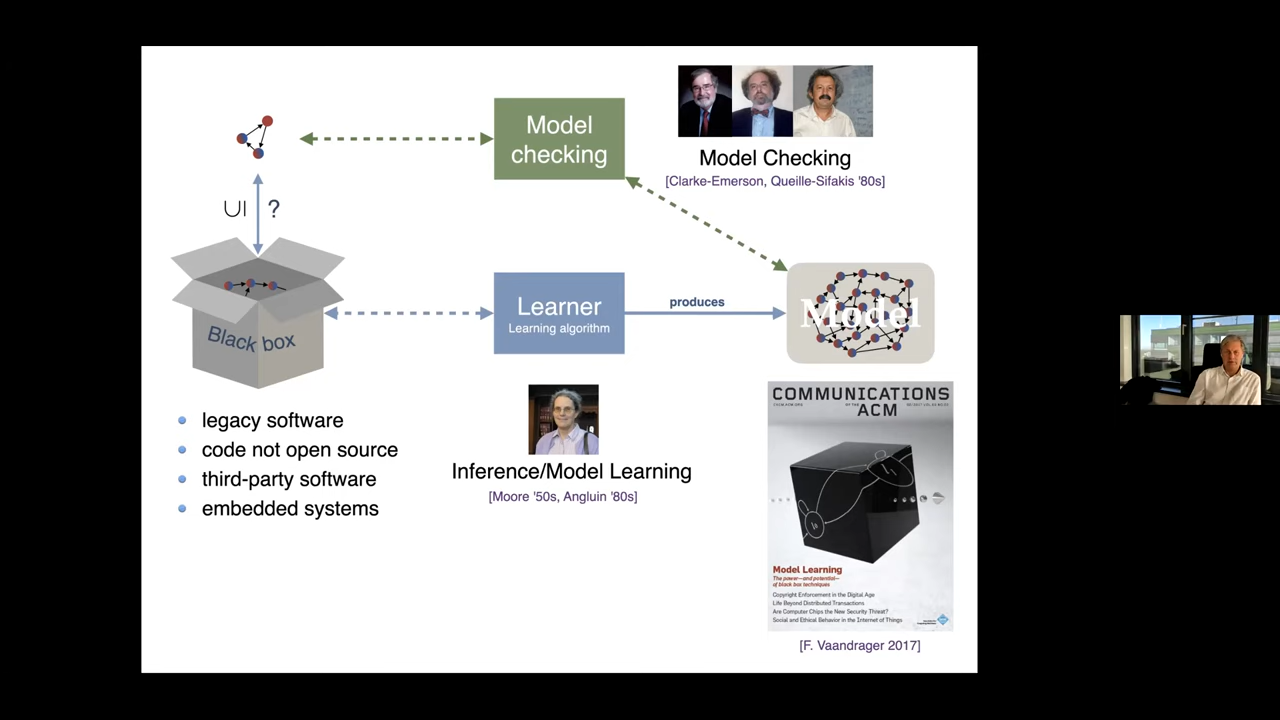 Model
checking
Model Checking
[Clarke-Emerson, Queille-Sifakis '80s]
UI ?
Black box
Learner
Learning algorithm
produces
Model
legacy software
code not open source
third-party software
embedded systems
Inference/Model Learning
[Moore '50s, Angluin '80s]
COMMUNICATIONS
OF THE ACM
Model Learning
The power—and potential—
of black box techniques
Copyright Enforcement in the Digital Age
Life Beyond Distributed Transactions
Are Computer Chips the New Security Threat?
Social and Ethical Behavior in the Internet of Things
[F. Vaandrager 2017]